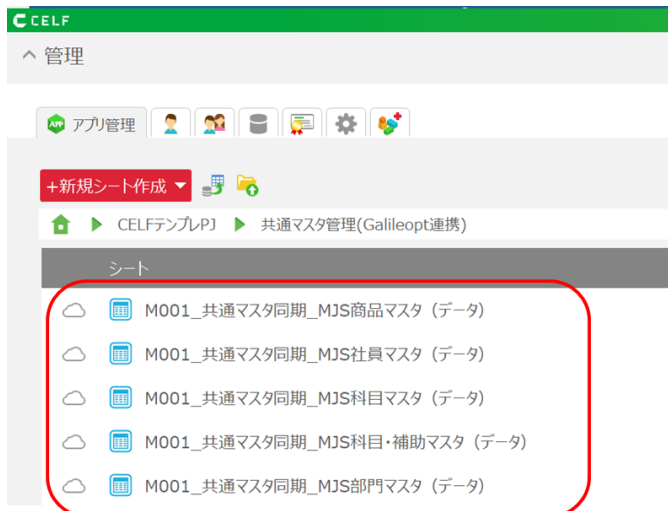 CELF
管理
APP アプリ管理
+新規シート作成
CELFテンプレPJ 共通マスタ管理(Galileopt連携)
シート
M001_共通マスタ同期_MJS商品マスタ（データ）
M001_共通マスタ同期_MJS社員マスタ（データ）
M001_共通マスタ同期_MJS科目マスタ（データ）
M001_共通マスタ同期_MJS科目・補助マスタ（データ）
M001_共通マスタ同期_MJS部門マスタ（データ）